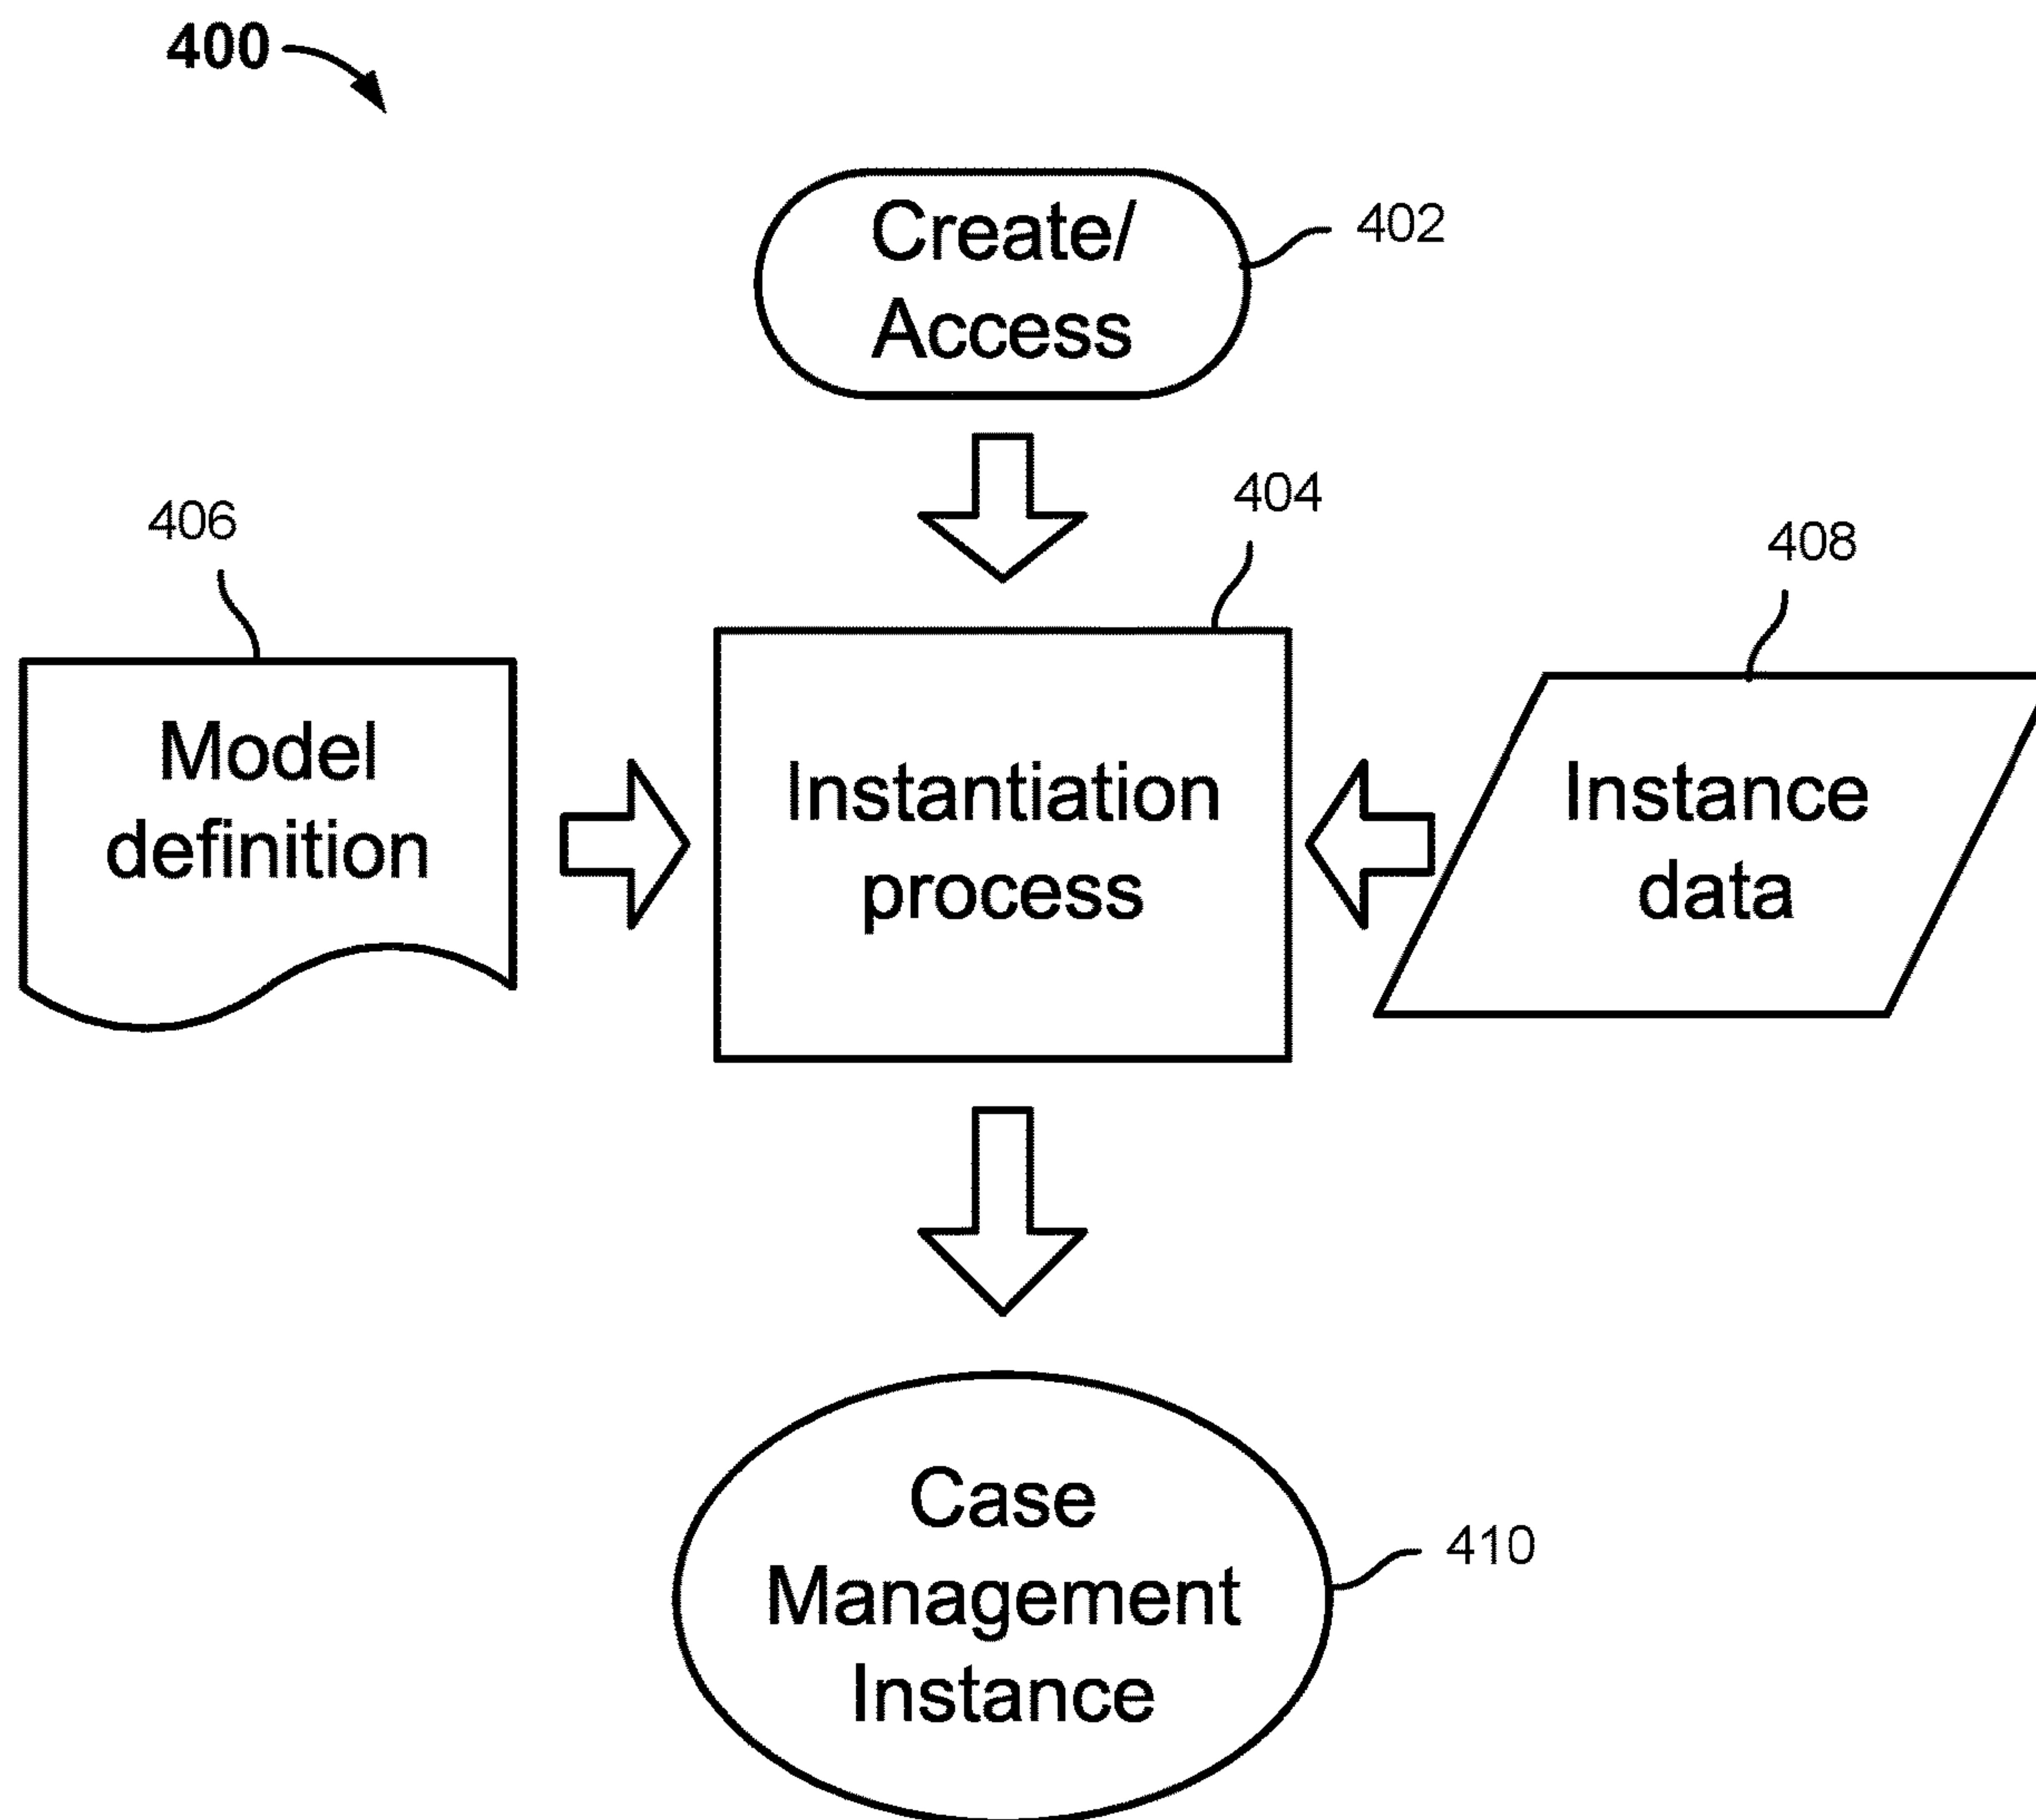 400
Create/
Access
402
404
406
408
Model
definition
Instantiation
process
Instance
data
Case
Management
Instance
410